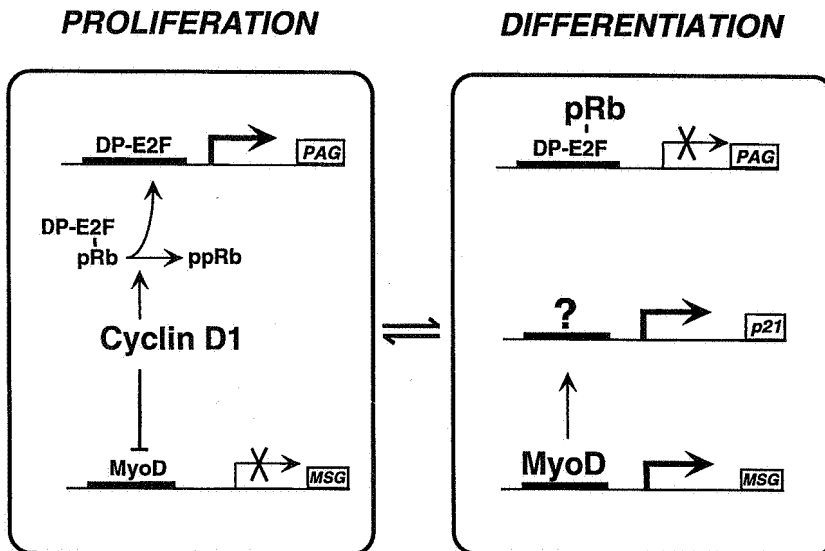 PROLIFERATION
DIFFERENTIATION
DP-E2F
PAG
DP-E2F
pRb
ppRb
Cyclin D1
MyoD
MSG
pRb
DP-E2F
PAG
?
p21
MyoD
MSG